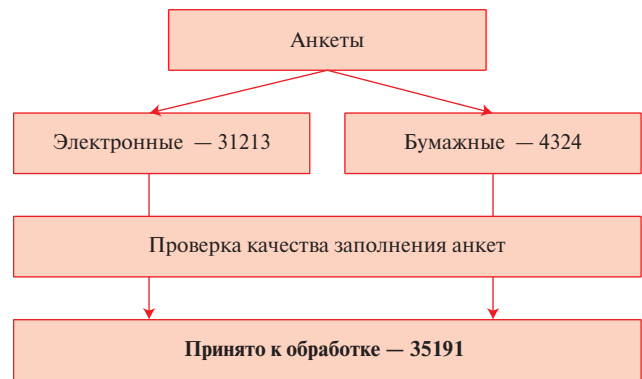 Анкеты
Электронные — 31213
Бумажные — 4324
Проверка качества заполнения анкет
Принято к обработке — 35191